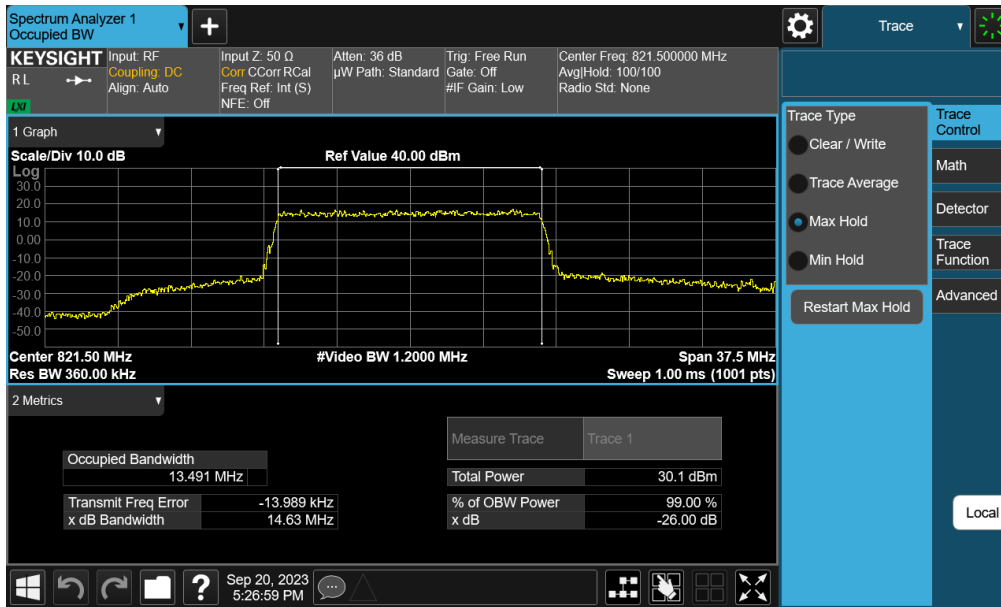 Spectrum Analyzer 1
Occupied BW
+
Trace
KEYSIGHT
R L
LXI
Input: RF
Coupling: DC
Align: Auto
Input Z: 50 Ω
Corr CCorr RCal
Freq Ref: Int (S)
NFE: Off
Atten: 36 dB
µW Path: Standard
Trig: Free Run
Gate: Off
#IF Gain: Low
Center Freq: 821.500000 MHz
Avg|Hold: 100/100
Radio Std: None
1 Graph
Scale/Div 10.0 dB
Ref Value 40.00 dBm
Log
30.0
20.0
10.0
0.00
-10.0
-20.0
-30.0
-40.0
-50.0
Center 821.50 MHz
#Video BW 1.2000 MHz
Span 37.5 MHz
Res BW 360.00 kHz
Sweep 1.00 ms (1001 pts)
2 Metrics
Measure Trace
Trace 1
Occupied Bandwidth
13.491 MHz
Total Power
30.1 dBm
Transmit Freq Error
-13.989 kHz
% of OBW Power
99.00 %
x dB Bandwidth
14.63 MHz
x dB
-26.00 dB
Trace Type
Clear / Write
Trace Average
Max Hold
Min Hold
Restart Max Hold
Trace
Control
Math
Detector
Trace
Function
Advanced
Local
?
Sep 20, 2023
5:26:59 PM